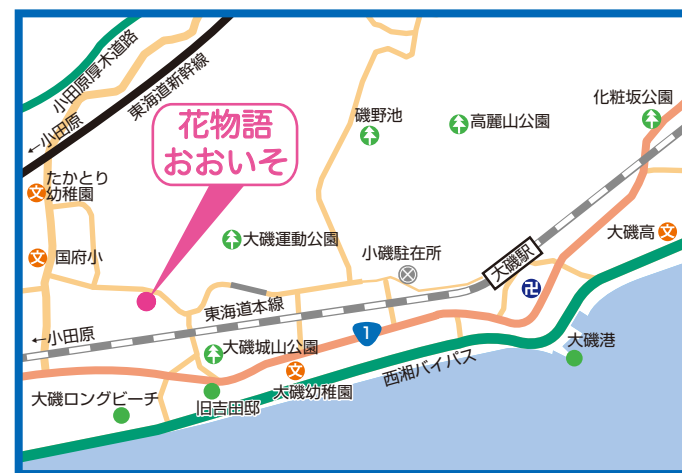 小田原厚木道路
東海道新幹線
←小田原
花物語
おおいそ
磯野池
高麗山公園
化粧坂公園
たかとり
幼稚園
国府小
大磯運動公園
小磯駐在所
大磯駅
大磯高
東海道本線
←小田原
1
大磯城山公園
大磯幼稚園
西湘バイパス
大磯港
大磯ロングビーチ
旧吉田邸
文
文
文
文
卍